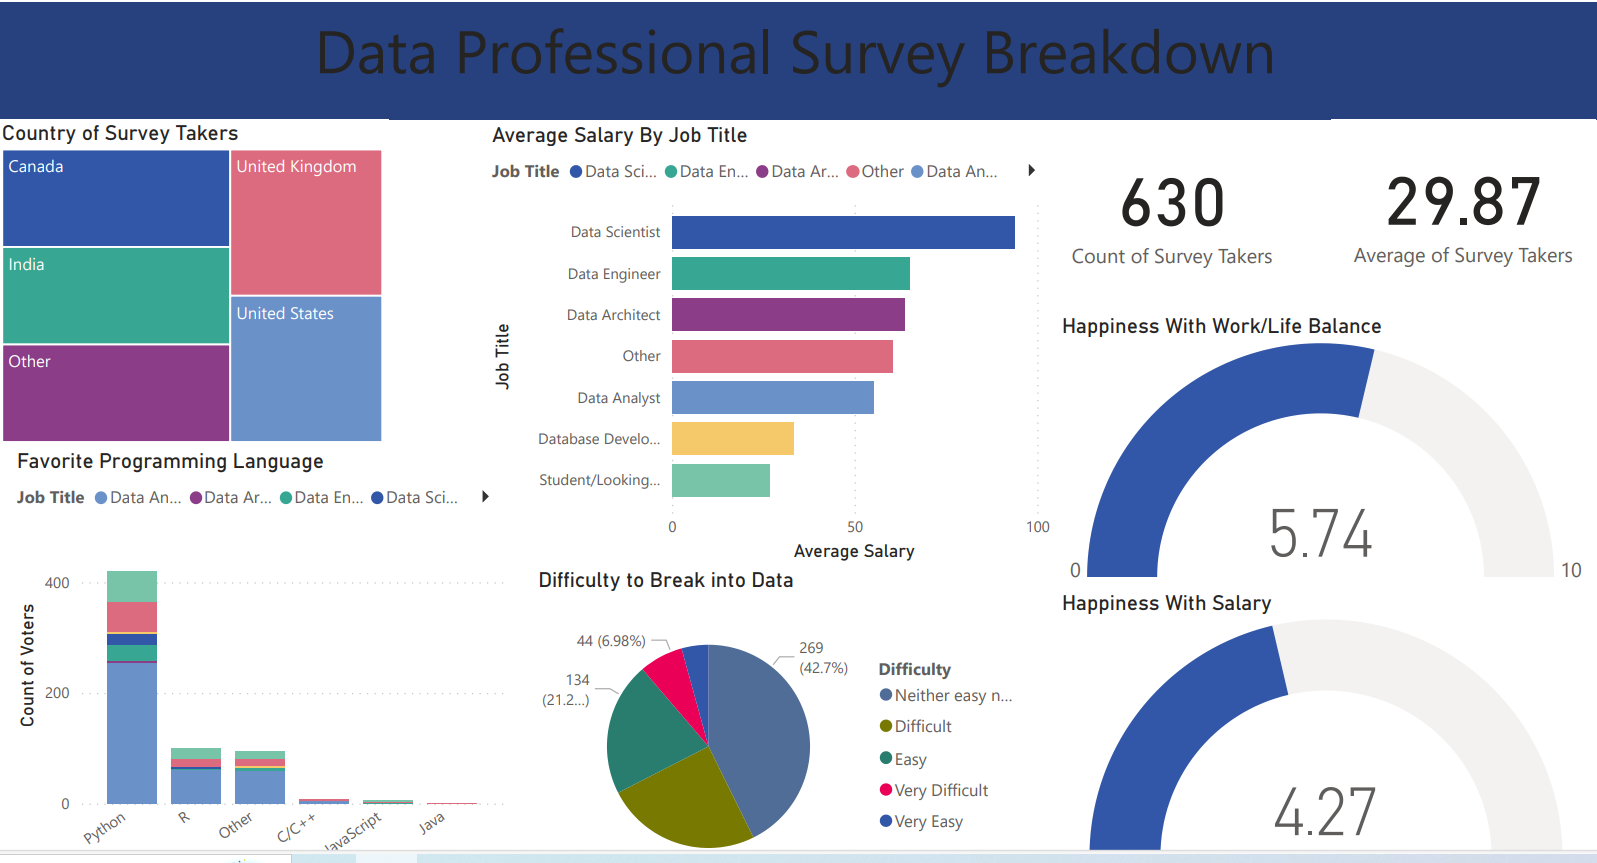 Data Professional Survey Breakdown
Country of Survey Takers
Canada
United Kingdom
India
United States
Other
Average Salary By Job Title
Job Title Data Sci... Data En... Data Ar... Other Data An...
Job Title
Data Scientist
Data Engineer
Data Architect
Other
Data Analyst
Database Develo...
Student/Looking...
0 50 100
Average Salary
630
Count of Survey Takers
29.87
Average of Survey Takers
Happiness With Work/Life Balance
5.74
0 10
Favorite Programming Language
Job Title Data An... Data Ar... Data En... Data Sci...
Count of Voters
400
200
0
Python R Other C/C++ JavaScript Java
Difficulty to Break into Data
44 (6.98%)
269
(42.7%)
134
(21.2...)
Difficulty
Neither easy n...
Difficult
Easy
Very Difficult
Very Easy
Happiness With Salary
4.27